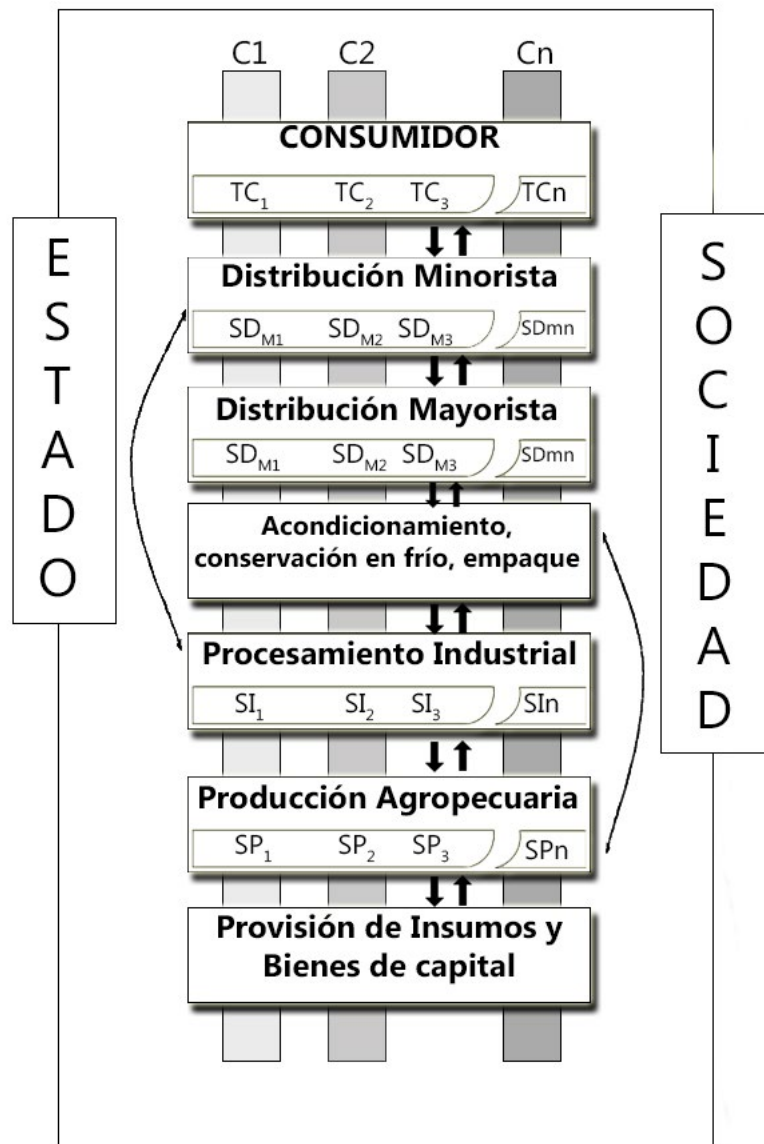 C1 C2 Cn
CONSUMIDOR
TC1 TC2 TC3 TCn
ESTADO
SOCIEDAD
Distribución Minorista
SDM1 SDM2 SDM3 SDmn
Distribución Mayorista
SDM1 SDM2 SDM3 SDmn
Acondicionamiento,
conservación en frío, empaque
Procesamiento Industrial
SI1 SI2 SI3 SIn
Producción Agropecuaria
SP1 SP2 SP3 SPn
Provisión de Insumos y
Bienes de capital